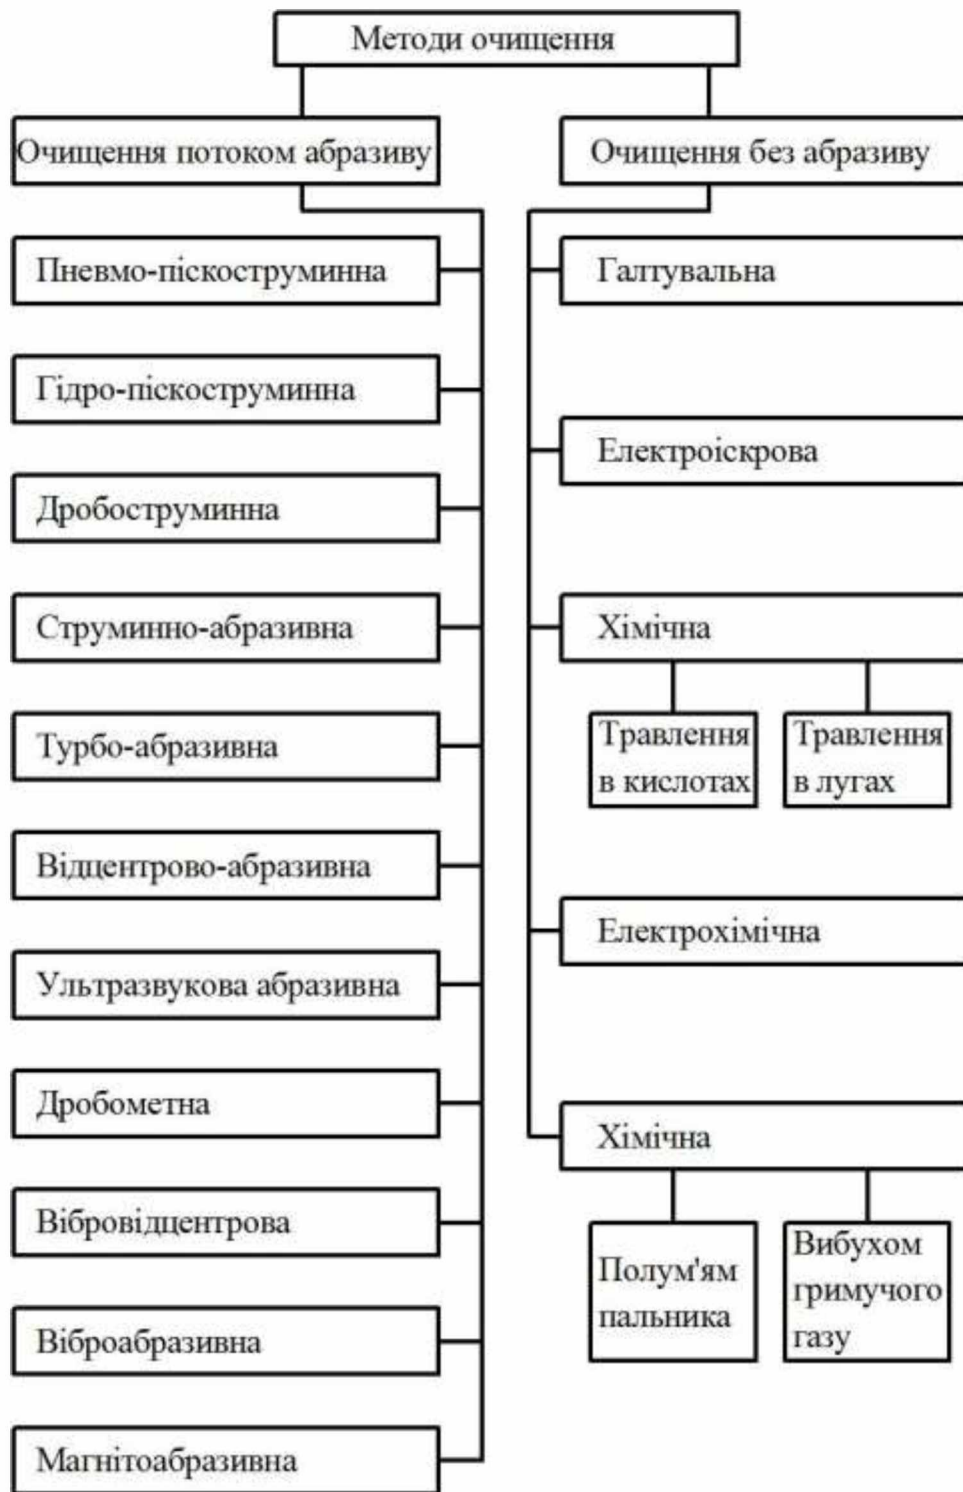 Методи очищення
Очищення потоком абразиву
Очищення без абразиву
Пневмо-піскоструминна
Гідро-піскоструминна
Дробоструминна
Струминно-абразивна
Турбо-абразивна
Відцентрово-абразивна
Ультразвукова абразивна
Дробометна
Вібровідцентрова
Віброабразивна
Магнітоабразивна
Галтувальна
Електроіскрова
Хімічна
Травлення
в кислотах
Травлення
в лугах
Електрохімічна
Хімічна
Полум'ям
пальника
Вибухом
гримучого
газу